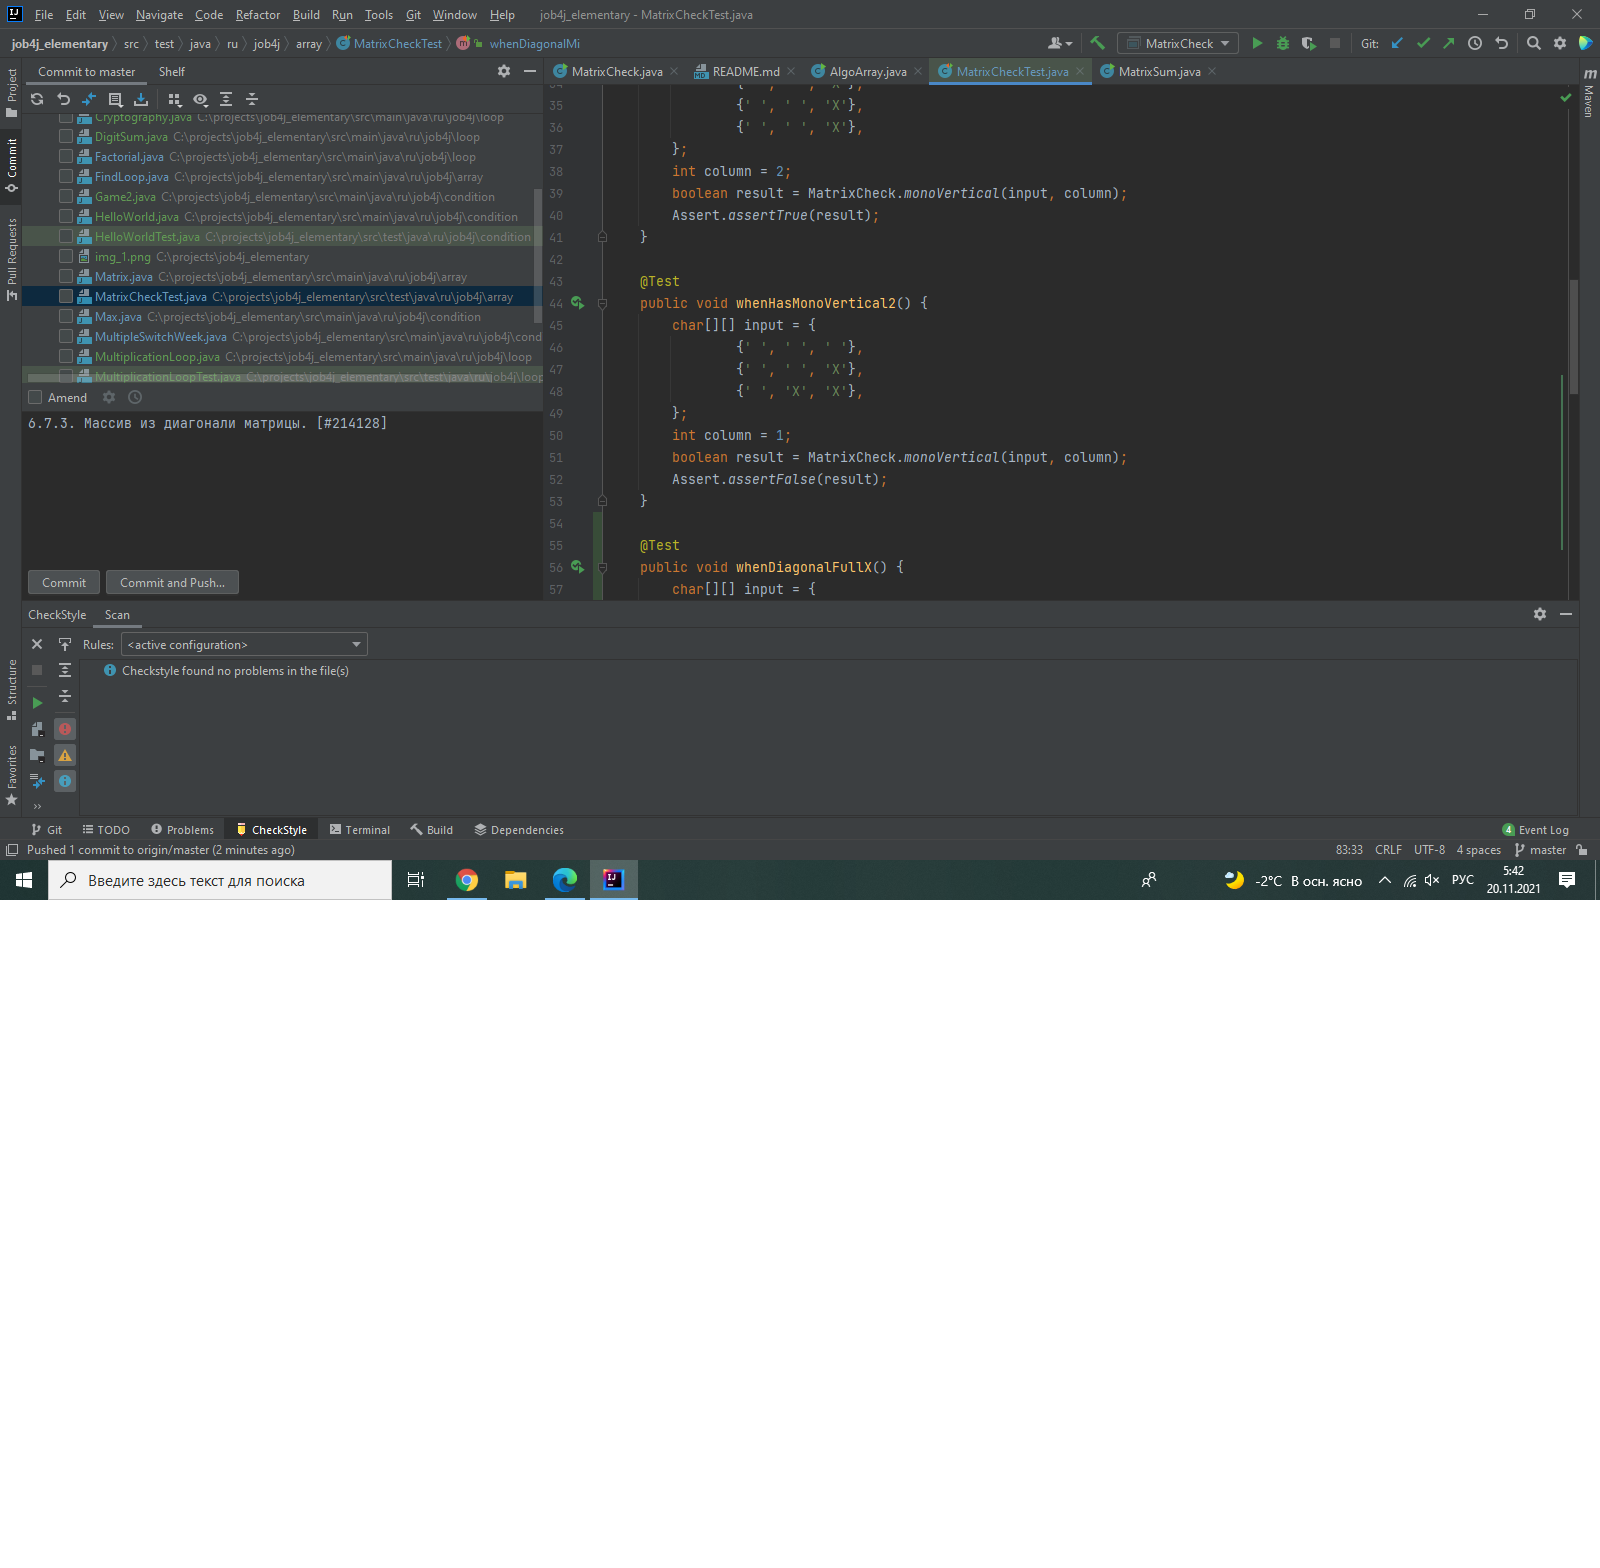 File Edit View Navigate Code Refactor Build Run Tools Git Window Help job4j_elementary - MatrixCheckTest.java
job4j_elementary src test java ru job4j array MatrixCheckTest whenDiagonalMi MatrixCheck Git:
Commit to master Shelf
MatrixCheck.java README.md AlgoArray.java MatrixCheckTest.java MatrixSum.java
Project
Commit
Pull Requests
Structure
Favorites
Maven
Cryptography.java C:\projects\job4j_elementary\src\main\java\ru\job4j\loop
DigitSum.java C:\projects\job4j_elementary\src\main\java\ru\job4j\loop
Factorial.java C:\projects\job4j_elementary\src\main\java\ru\job4j\loop
FindLoop.java C:\projects\job4j_elementary\src\main\java\ru\job4j\array
Game2.java C:\projects\job4j_elementary\src\main\java\ru\job4j\condition
HelloWorld.java C:\projects\job4j_elementary\src\main\java\ru\job4j\condition
HelloWorldTest.java C:\projects\job4j_elementary\src\test\java\ru\job4j\condition
img_1.png C:\projects\job4j_elementary
Matrix.java C:\projects\job4j_elementary\src\main\java\ru\job4j\array
MatrixCheckTest.java C:\projects\job4j_elementary\src\test\java\ru\job4j\array
Max.java C:\projects\job4j_elementary\src\main\java\ru\job4j\condition
MultipleSwitchWeek.java C:\projects\job4j_elementary\src\main\java\ru\job4j\cond
MultiplicationLoop.java C:\projects\job4j_elementary\src\main\java\ru\job4j\loop
MultiplicationLoopTest.java C:\projects\job4j_elementary\src\test\java\ru\job4j\loop
Amend
6.7.3. Массив из диагонали матрицы. [#214128]
Commit Commit and Push...
34 {' ', ' ', 'X'},
35 {' ', ' ', 'X'},
36 {' ', ' ', 'X'},
37 };
38 int column = 2;
39 boolean result = MatrixCheck.monoVertical(input, column);
40 Assert.assertTrue(result);
41 }
42
43 @Test
44 public void whenHasMonoVertical2() {
45 char[][] input = {
46 {' ', ' ', ' '},
47 {' ', ' ', 'X'},
48 {' ', 'X', 'X'},
49 };
50 int column = 1;
51 boolean result = MatrixCheck.monoVertical(input, column);
52 Assert.assertFalse(result);
53 }
54
55 @Test
56 public void whenDiagonalFullX() {
57 char[][] input = {
CheckStyle Scan
Rules: <active configuration>
Checkstyle found no problems in the file(s)
Git TODO Problems CheckStyle Terminal Build Dependencies 4 Event Log
Pushed 1 commit to origin/master (2 minutes ago) 83:33 CRLF UTF-8 4 spaces master
Введите здесь текст для поиска -2°C В осн. ясно РУС 5:42
20.11.2021